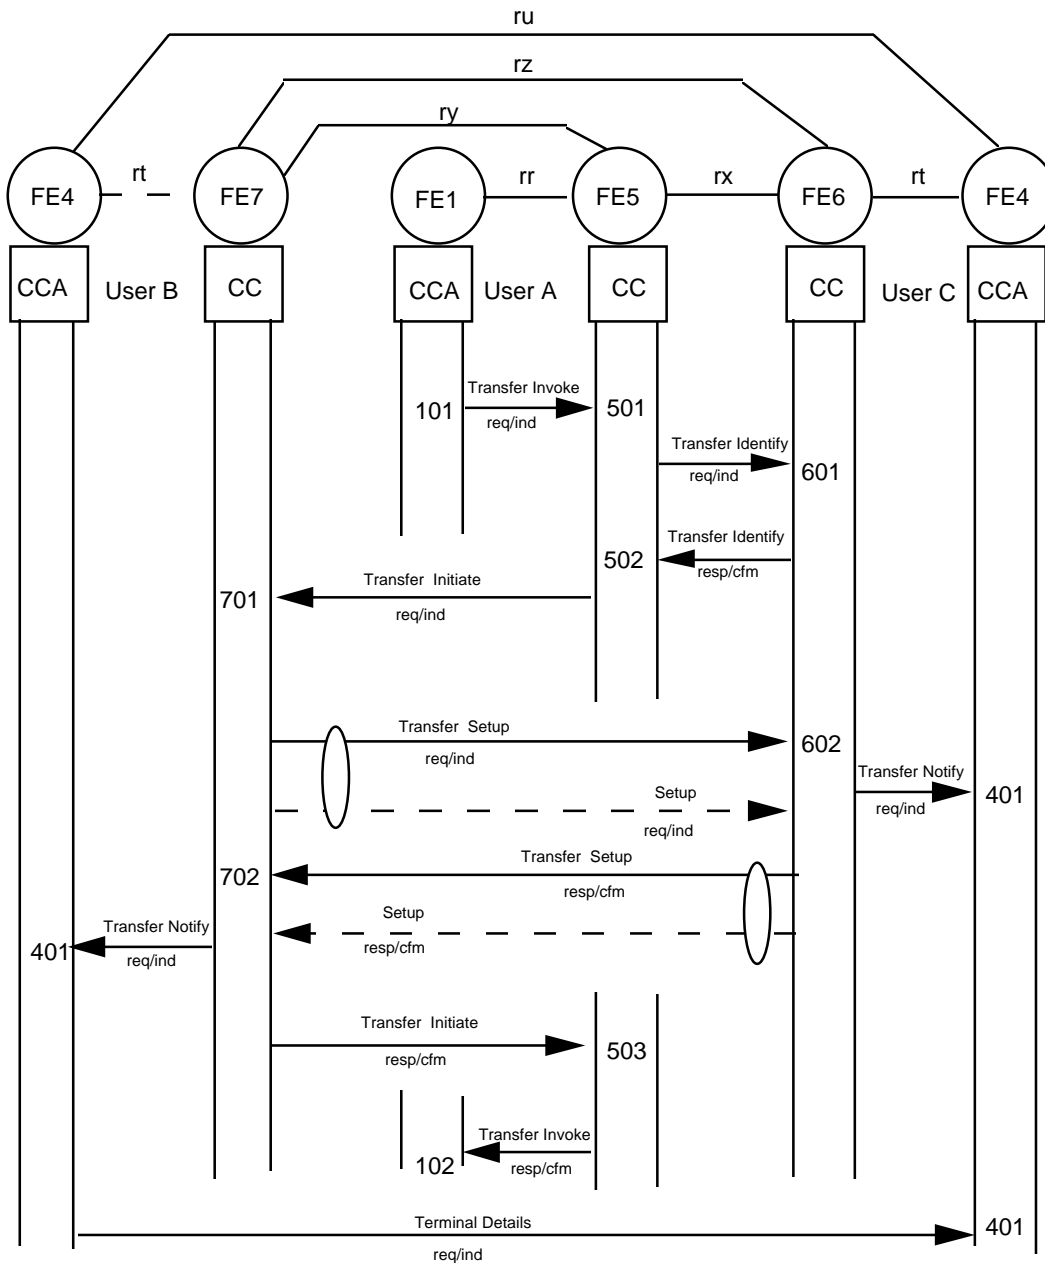 ru
rz
ry
rt
rr
rx
rt
FE4
FE7
FE1
FE5
FE6
FE4
CCA
User B
CC
CCA
User A
CC
CC
User C
CCA
Transfer Invoke
101
501
req/ind
Transfer Identify
req/ind
601
Transfer Identify
502
resp/cfm
Transfer Initiate
701
req/ind
Transfer Setup
602
req/ind
Transfer Notify
Setup
401
req/ind
req/ind
Transfer Setup
702
resp/cfm
Setup
Transfer Notify
resp/cfm
401
req/ind
Transfer Initiate
503
resp/cfm
Transfer Invoke
102
resp/cfm
Terminal Details
401
req/ind